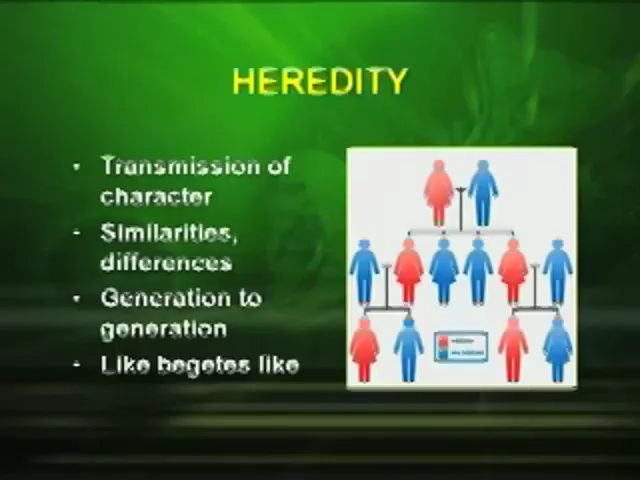 HEREDITY
• Transmission of
character
- Similarities,
differences
• Generation to
generation
- Like begetes like